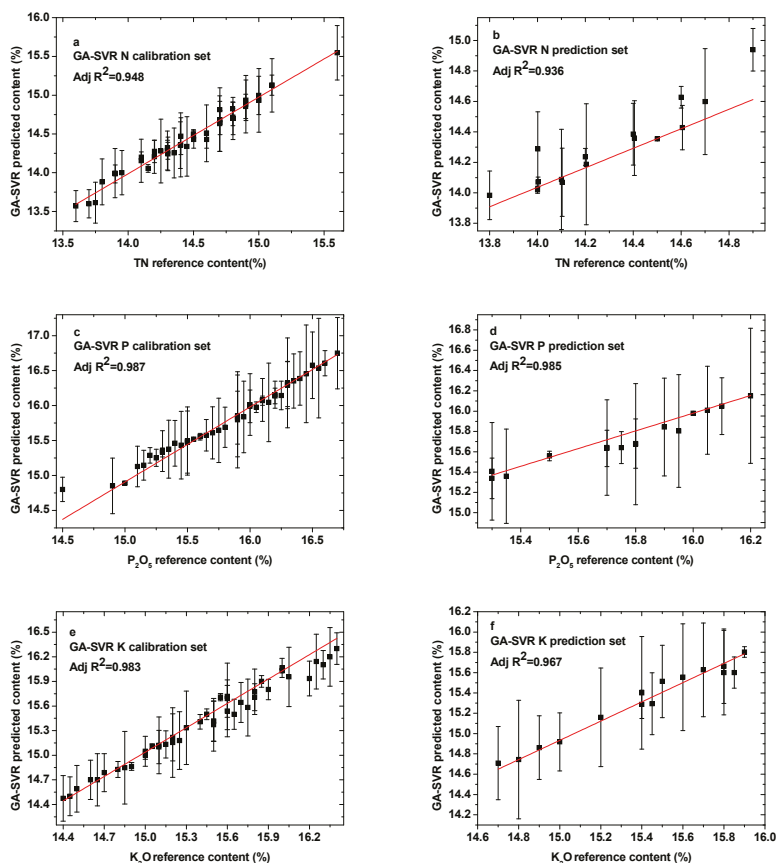 a
GA-SVR N calibration set
Adj R²=0.948
GA-SVR predicted content (%)
16.0
15.5
15.0
14.5
14.0
13.5
13.5 14.0 14.5 15.0 15.5
TN reference content(%)
b
GA-SVR N prediction set
Adj R²=0.936
GA-SVR predicted content (%)
15.0
14.8
14.6
14.4
14.2
14.0
13.8
13.8 14.0 14.2 14.4 14.6 14.8
TN reference content(%)
c
GA-SVR P calibration set
Adj R²=0.987
GA-SVR predicted content (%)
17.0
16.5
16.0
15.5
15.0
14.5
14.5 15.0 15.5 16.0 16.5
P₂O₅ reference content (%)
d
GA-SVR P prediction set
Adj R²=0.985
GA-SVR predicted content (%)
16.8
16.6
16.4
16.2
16.0
15.8
15.6
15.4
15.2
15.0
15.4 15.6 15.8 16.0 16.2
P₂O₅ reference content (%)
e
GA-SVR K calibration set
Adj R²=0.983
GA-SVR predicted content (%)
16.5
16.2
15.9
15.6
15.3
15.0
14.7
14.4
14.4 14.7 15.0 15.3 15.6 15.9 16.2
K₂O reference content (%)
f
GA-SVR K prediction set
Adj R²=0.967
GA-SVR predicted content (%)
16.2
16.0
15.8
15.6
15.4
15.2
15.0
14.8
14.6
14.4
14.2
14.6 14.8 15.0 15.2 15.4 15.6 15.8 16.0
K₂O reference content (%)